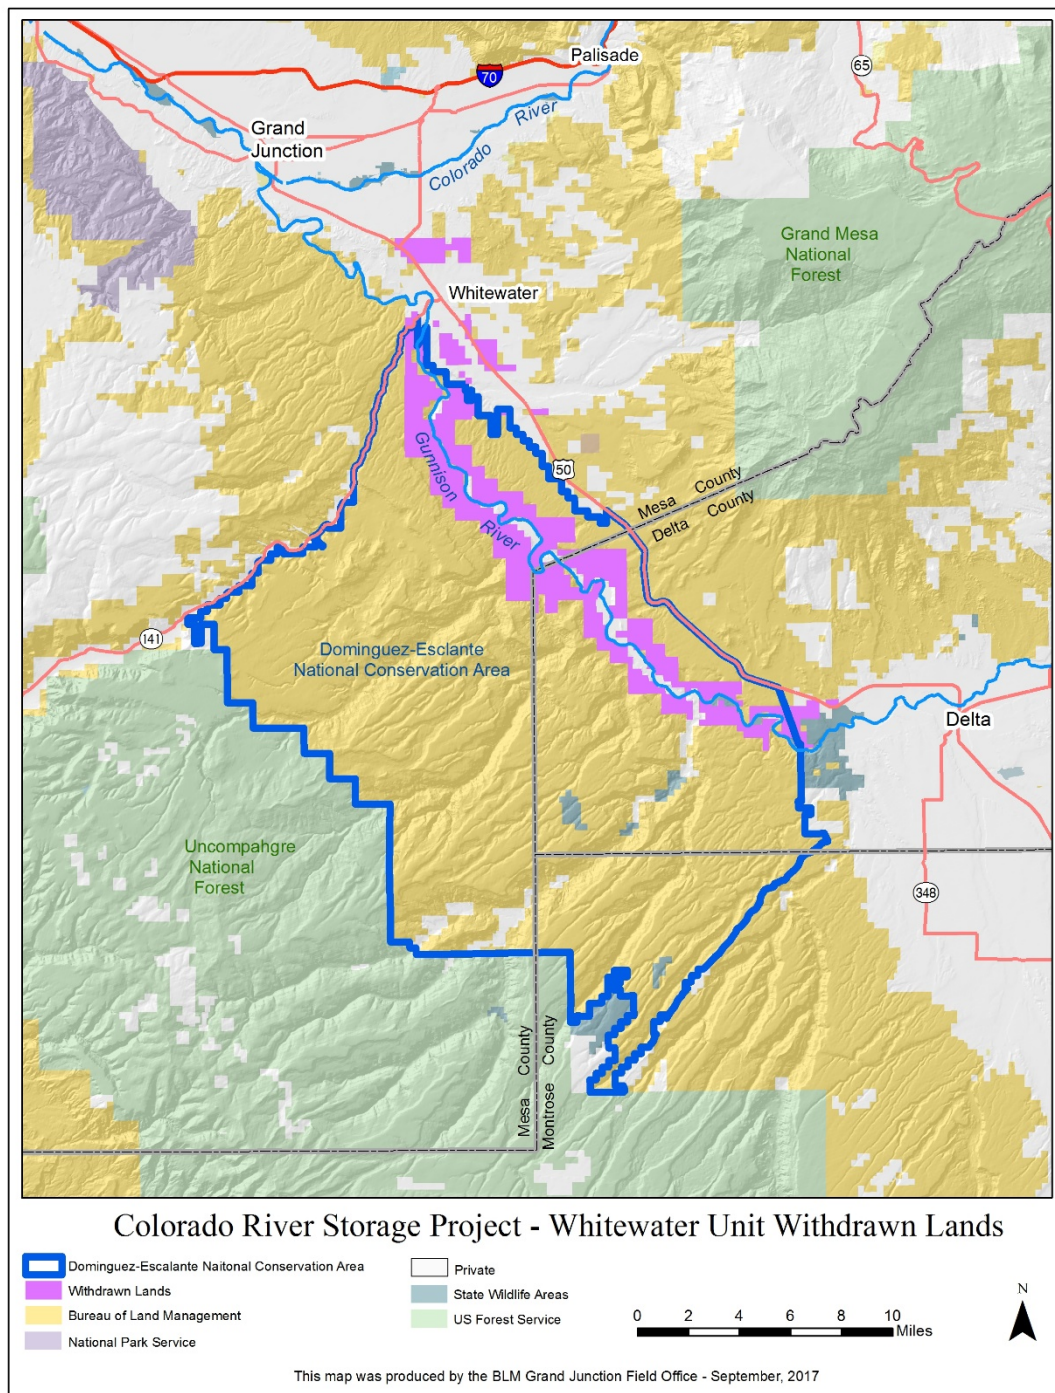 Palisade
65
70
River
Grand
Junction
Colorado
Grand Mesa
National
Forest
Whitewater
Gunnison
River
50
Mesa County
Delta County
141
Dominguez-Esclante
National Conservation Area
Delta
Uncompahgre
National
Forest
348
Mesa County
Montrose County
Colorado River Storage Project - Whitewater Unit Withdrawn Lands
Dominguez-Escalante Naitonal Conservation Area
Withdrawn Lands
Bureau of Land Management
National Park Service
Private
State Wildlife Areas
US Forest Service
0 2 4 6 8 10
Miles
N
This map was produced by the BLM Grand Junction Field Office - September, 2017